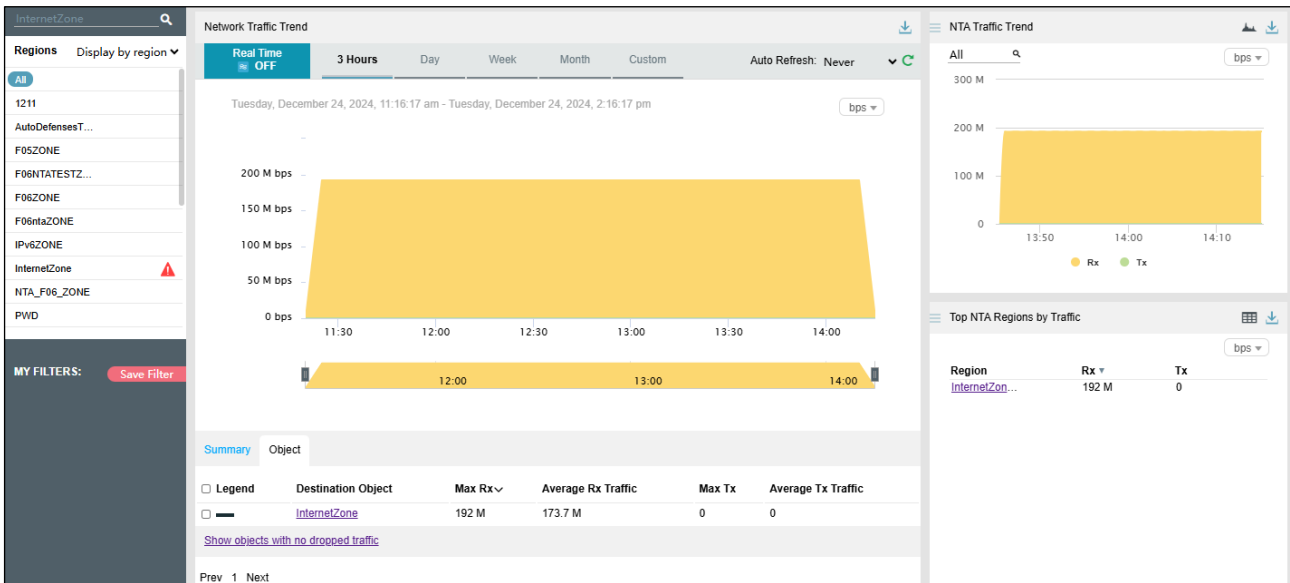 InternetZone
Regions Display by region
All
1211
AutoDefensesT...
F05ZONE
F06NTATESTZ...
F06ZONE
F06ntaZONE
IPv6ZONE
InternetZone
NTA_F06_ZONE
PWD
MY FILTERS: Save Filter
Network Traffic Trend
Real Time
OFF
3 Hours Day Week Month Custom Auto Refresh: Never
Tuesday, December 24, 2024, 11:16:17 am - Tuesday, December 24, 2024, 2:16:17 pm
bps
200 M bps
150 M bps
100 M bps
50 M bps
0 bps
11:30 12:00 12:30 13:00 13:30 14:00
12:00 13:00 14:00
Summary Object
Legend Destination Object Max Rx Average Rx Traffic Max Tx Average Tx Traffic
InternetZone 192 M 173.7 M 0 0
Show objects with no dropped traffic
Prev 1 Next
NTA Traffic Trend
All
bps
300 M
200 M
100 M
0
13:50 14:00 14:10
Rx Tx
Top NTA Regions by Traffic
bps
Region Rx Tx
InternetZon... 192 M 0